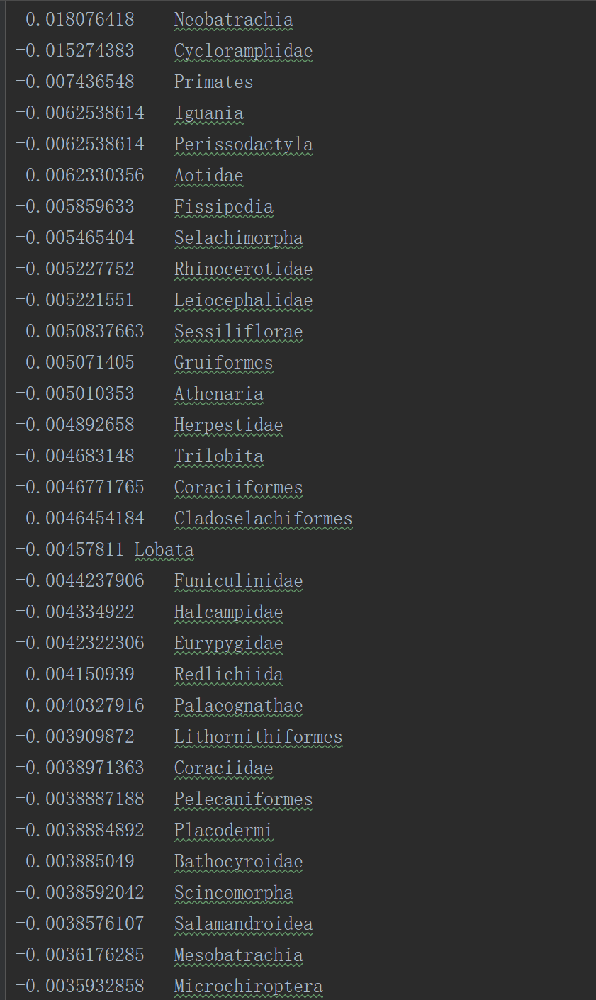 -0.018076418 Neobatrachia
-0.015274383 Cycloramphidae
-0.007436548 Primates
-0.0062538614 Iguania
-0.0062538614 Perissodactyla
-0.0062330356 Aotidae
-0.005859633 Fissipedia
-0.005465404 Selachimorpha
-0.005227752 Rhinocerotidae
-0.005221551 Leiocephalidae
-0.0050837663 Sessiliflorae
-0.005071405 Gruiformes
-0.005010353 Athenaria
-0.004892658 Herpestidae
-0.004683148 Trilobita
-0.0046771765 Coraciiformes
-0.0046454184 Cladoselachiformes
-0.00457811 Lobata
-0.0044237906 Funiculinidae
-0.004334922 Halcampidae
-0.0042322306 Eurypygidae
-0.004150939 Redlichiida
-0.0040327916 Palaeognathae
-0.003909872 Lithornithiformes
-0.0038971363 Coraciidae
-0.0038887188 Pelecaniformes
-0.0038884892 Placodermi
-0.003885049 Bathocyroidae
-0.0038592042 Scincomorpha
-0.0038576107 Salamandroidea
-0.0036176285 Mesobatrachia
-0.0035932858 Microchiroptera